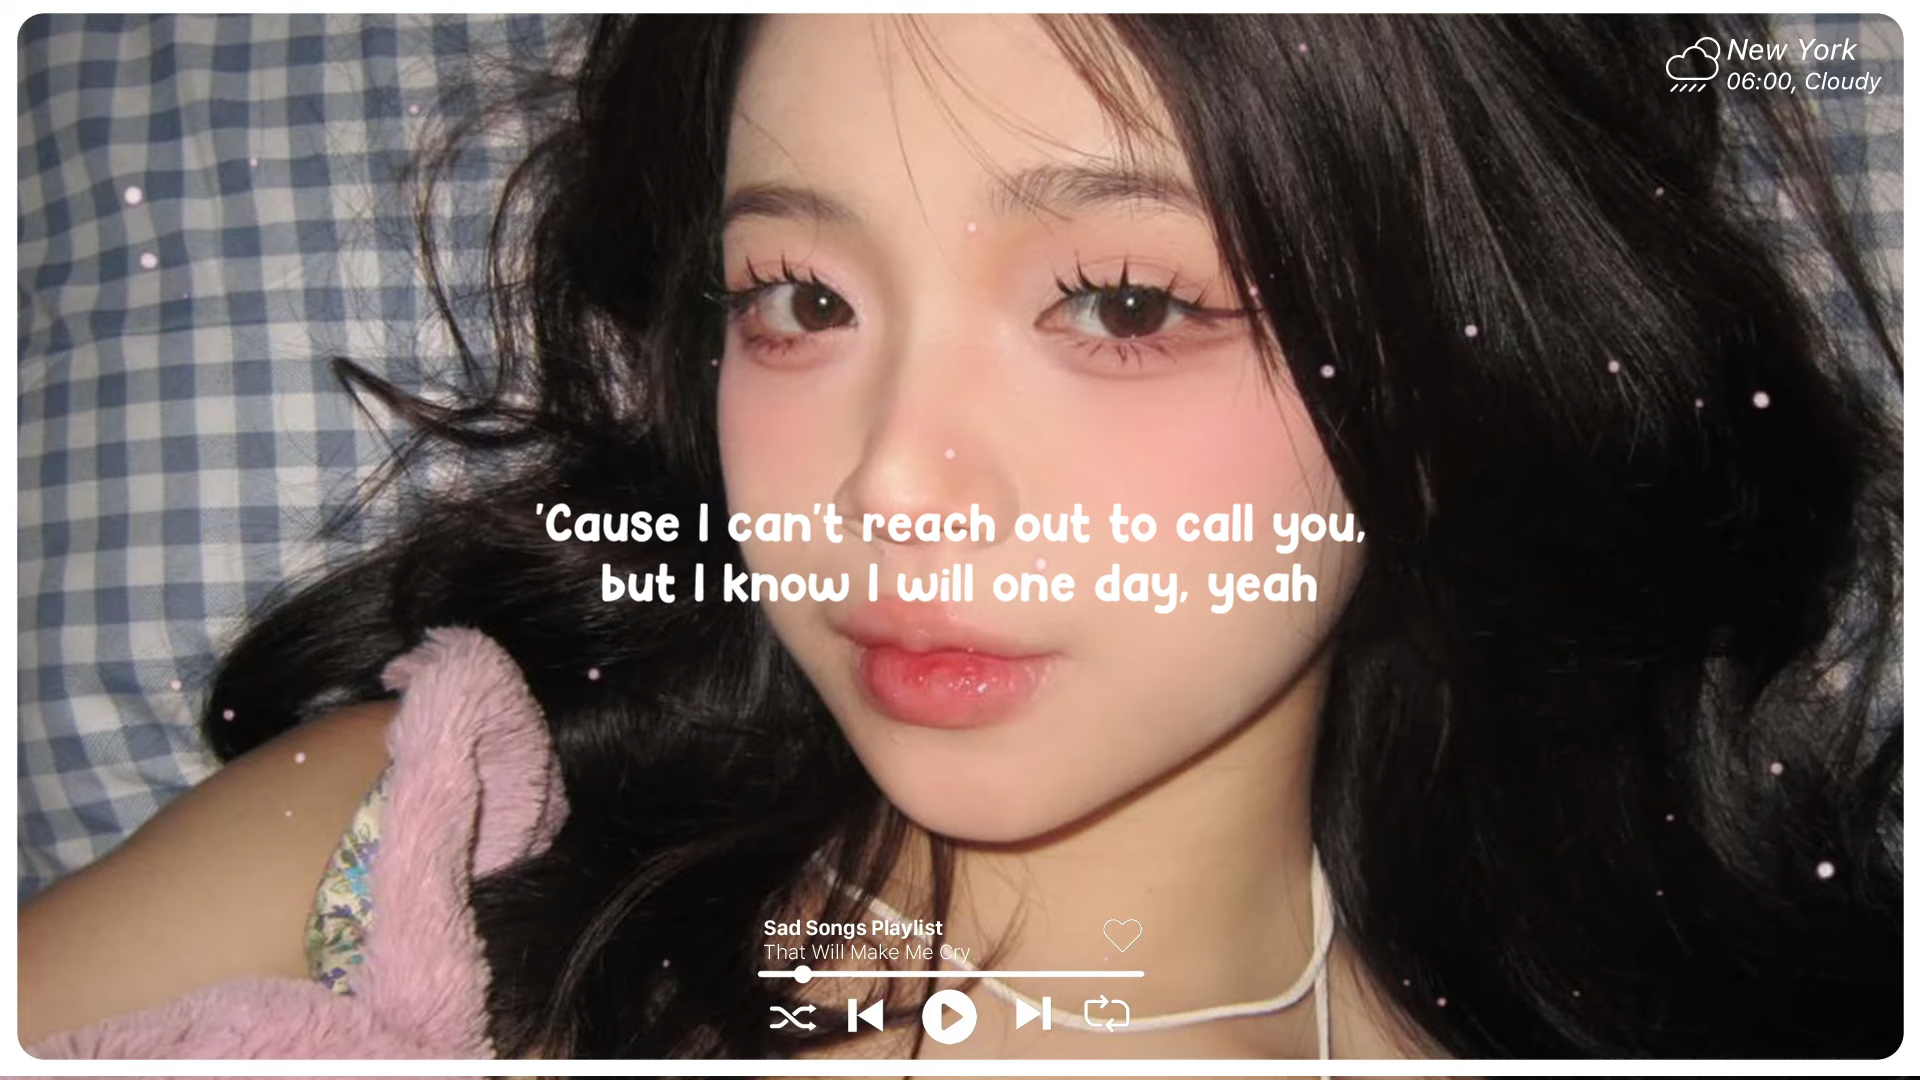 New York
06:00, Cloudy
'Cause I can't reach out to call you,
but I know I will one day, yeah
Sad Songs Playlist
That Will Make Me Cry